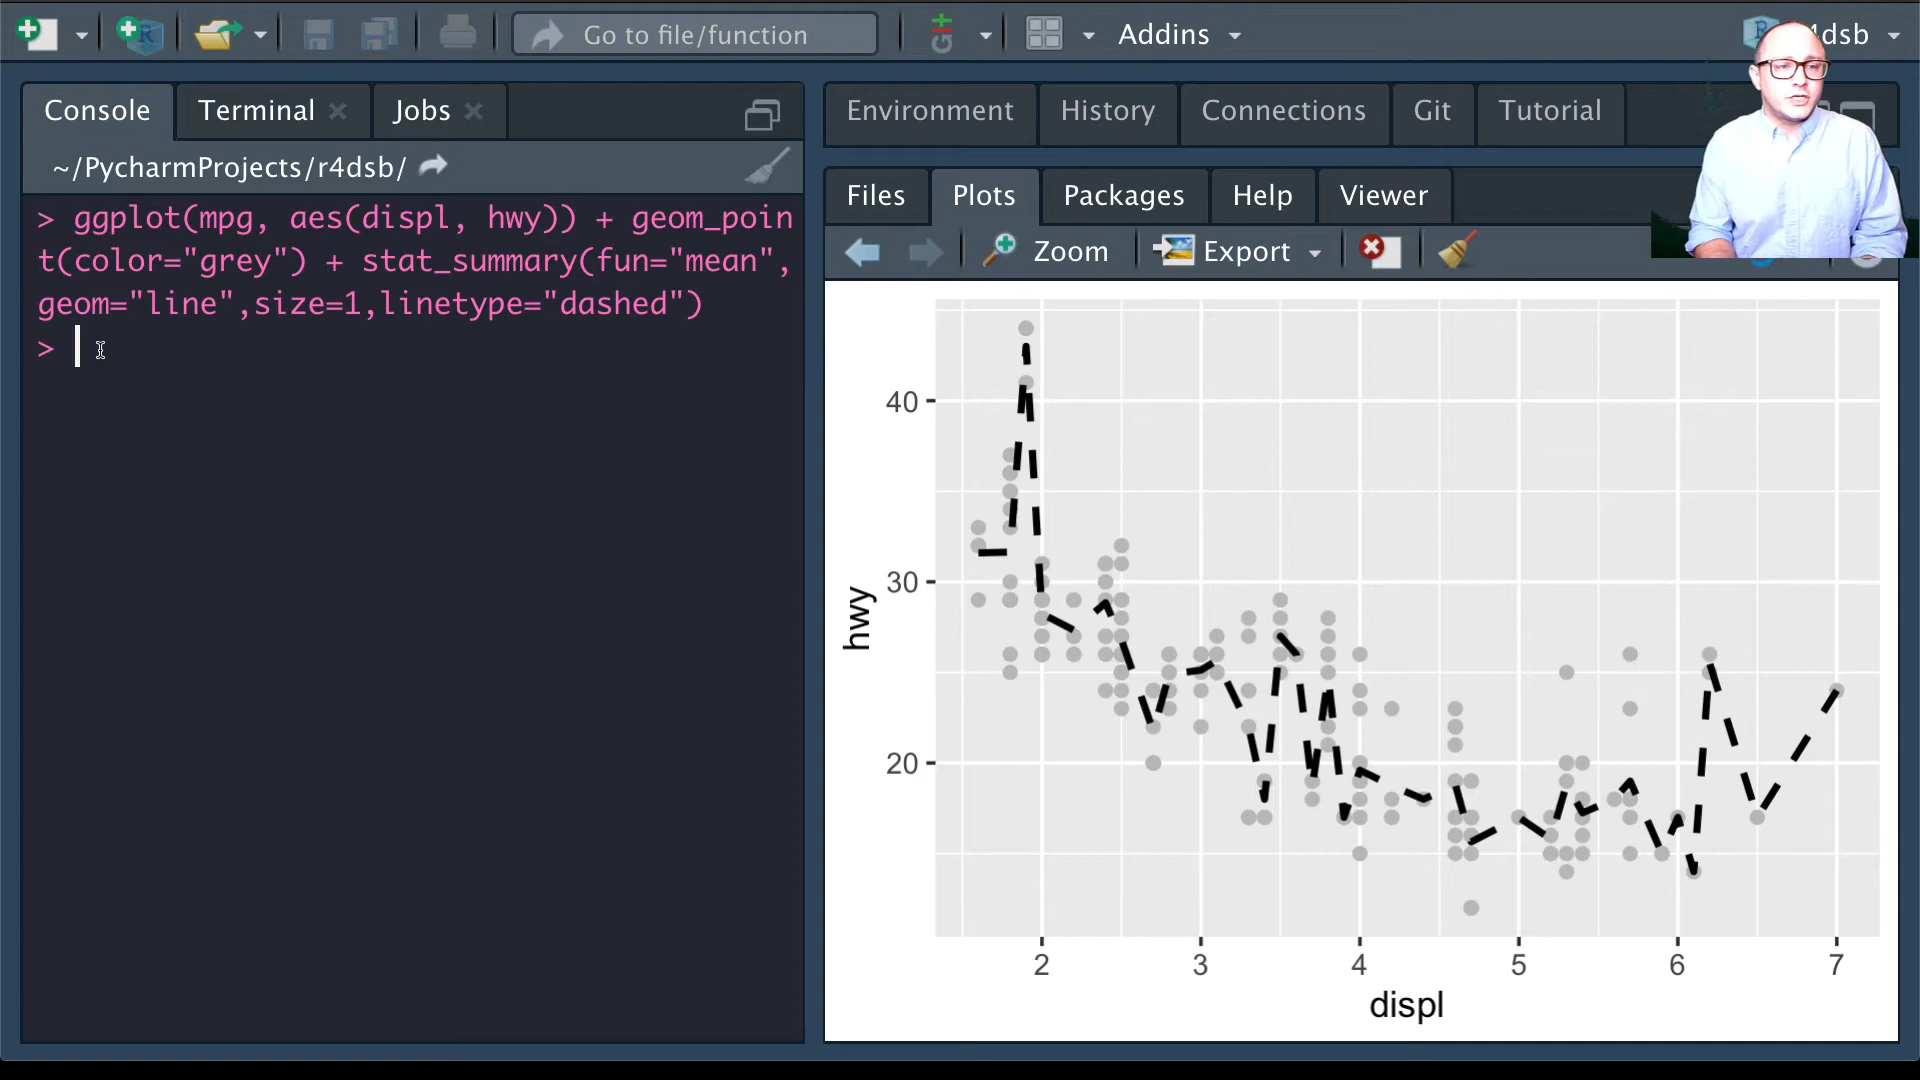 Go to file/function
Git
Addins
4dsb
Console
Terminal
Jobs
~/PycharmProjects/r4dsb/
> ggplot(mpg, aes(displ, hwy)) + geom_poin
t(color="grey") + stat_summary(fun="mean",
geom="line",size=1,linetype="dashed")
>
Environment
History
Connections
Git
Tutorial
Files
Plots
Packages
Help
Viewer
Zoom
Export
40
30
20
hwy
2
3
4
5
6
7
displ